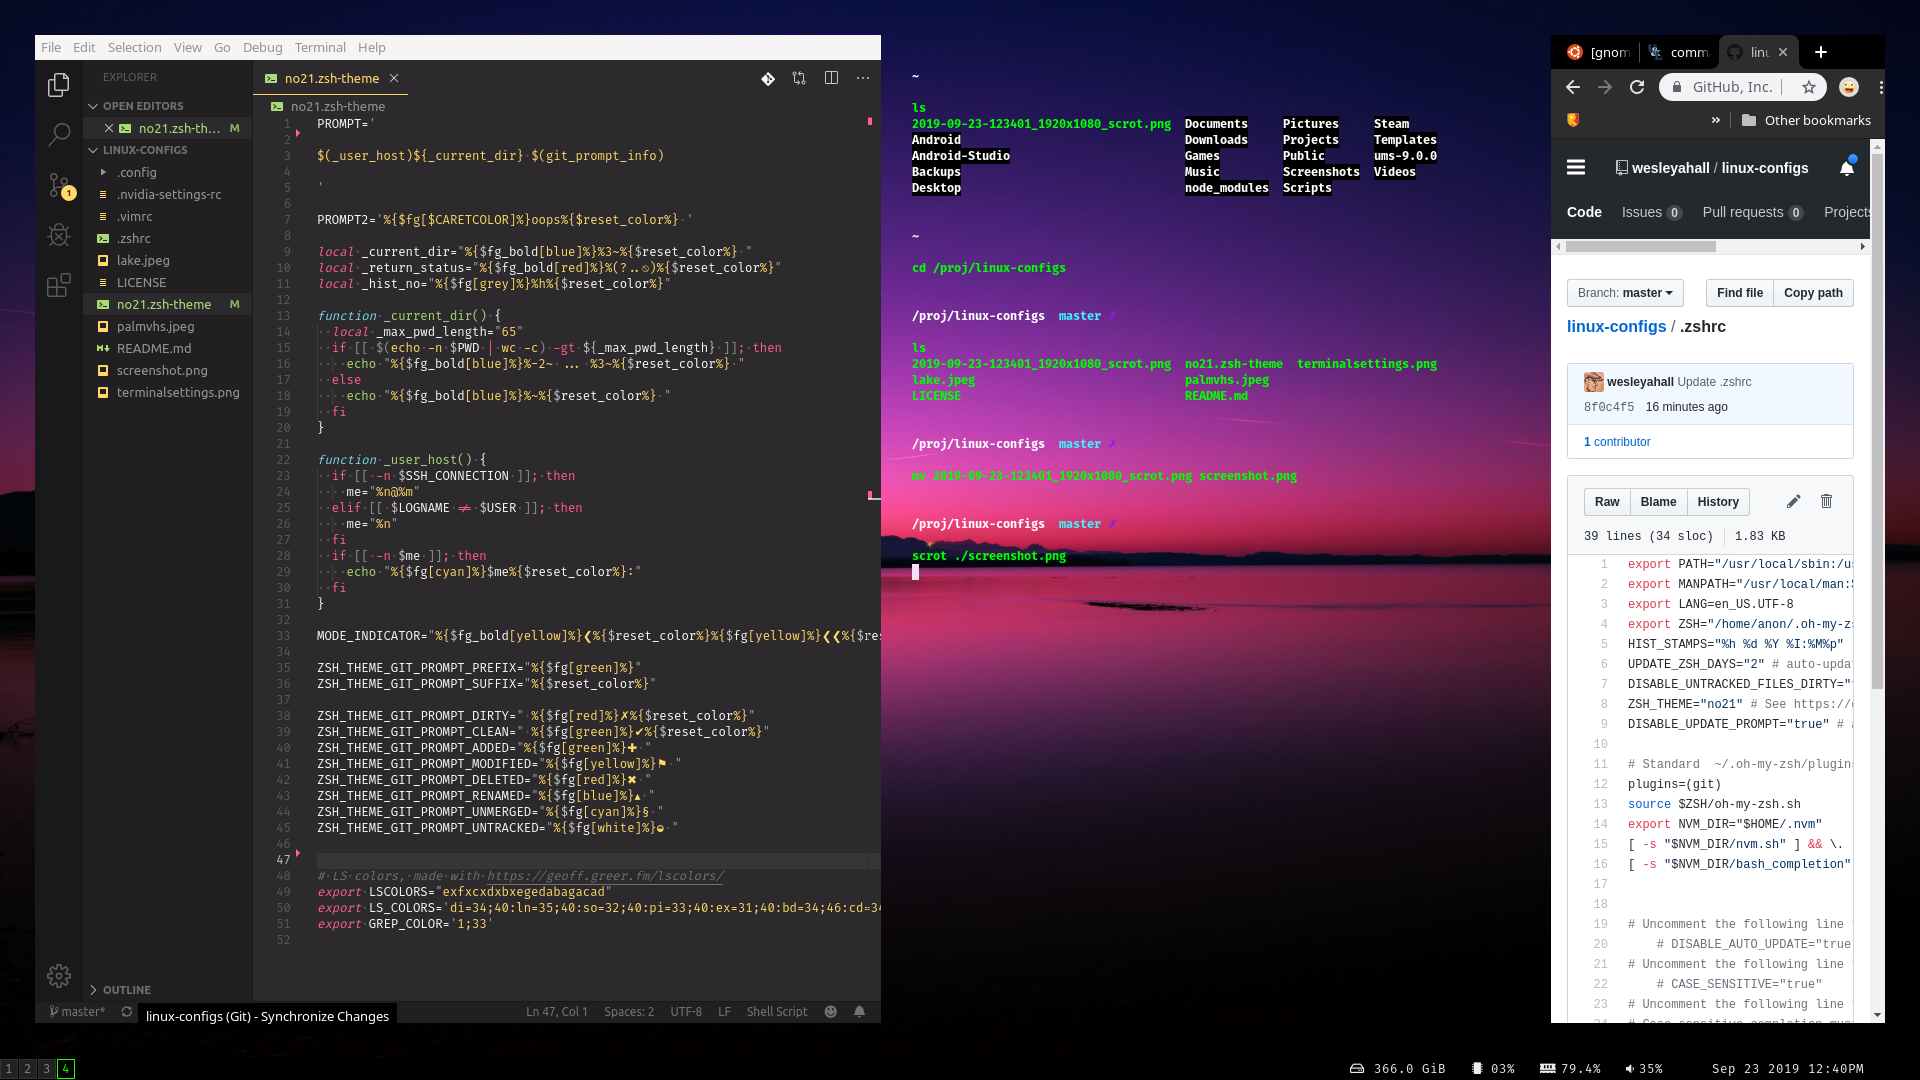 File Edit Selection View Go Debug Terminal Help
EXPLORER
OPEN EDITORS
no21.zsh-th... M
LINUX-CONFIGS
.config
.nvidia-settings-rc
.vimrc
.zshrc
lake.jpeg
LICENSE
no21.zsh-theme M
palmvhs.jpeg
README.md
screenshot.png
terminalsettings.png
OUTLINE
1
no21.zsh-theme
no21.zsh-theme
1 PROMPT='
2
3 $(_user_host)${_current_dir} $(git_prompt_info)
4
5 '
6
7 PROMPT2='%{$fg[$CARETCOLOR]%}oops%{$reset_color%} '
8
9 local _current_dir="%{$fg_bold[blue]%}%3~%{$reset_color%} "
10 local _return_status="%{$fg_bold[red]%}%(?..⍉)%{$reset_color%}"
11 local _hist_no="%{$fg[grey]%}%h%{$reset_color%}"
12
13 function _current_dir() {
14 local _max_pwd_length="65"
15 if [[ $(echo -n $PWD | wc -c) -gt ${_max_pwd_length} ]]; then
16 echo "%{$fg_bold[blue]%}%-2~ ... %3~%{$reset_color%} "
17 else
18 echo "%{$fg_bold[blue]%}%~%{$reset_color%} "
19 fi
20 }
21
22 function _user_host() {
23 if [[ -n $SSH_CONNECTION ]]; then
24 me="%n@%m"
25 elif [[ $LOGNAME != $USER ]]; then
26 me="%n"
27 fi
28 if [[ -n $me ]]; then
29 echo "%{$fg[cyan]%}$me%{$reset_color%}:"
30 fi
31 }
32
33 MODE_INDICATOR="%{$fg_bold[yellow]%}❮%{$reset_color%}%{$fg[yellow]%}❮❮%{$res
34
35 ZSH_THEME_GIT_PROMPT_PREFIX="%{$fg[green]%}"
36 ZSH_THEME_GIT_PROMPT_SUFFIX="%{$reset_color%}"
37
38 ZSH_THEME_GIT_PROMPT_DIRTY=" %{$fg[red]%}✗%{$reset_color%}"
39 ZSH_THEME_GIT_PROMPT_CLEAN=" %{$fg[green]%}✔%{$reset_color%}"
40 ZSH_THEME_GIT_PROMPT_ADDED="%{$fg[green]%}✚ "
41 ZSH_THEME_GIT_PROMPT_MODIFIED="%{$fg[yellow]%}⚑ "
42 ZSH_THEME_GIT_PROMPT_DELETED="%{$fg[red]%}✖ "
43 ZSH_THEME_GIT_PROMPT_RENAMED="%{$fg[blue]%}▴ "
44 ZSH_THEME_GIT_PROMPT_UNMERGED="%{$fg[cyan]%}§ "
45 ZSH_THEME_GIT_PROMPT_UNTRACKED="%{$fg[white]%}◒ "
46
47
48 # LS colors, made with https://geoff.greer.fm/lscolors/
49 export LSCOLORS="exfxcxdxbxegedabagacad"
50 export LS_COLORS='di=34;40:ln=35;40:so=32;40:pi=33;40:ex=31;40:bd=34;46:cd=34
51 export GREP_COLOR='1;33'
52
master*
linux-configs (Git) - Synchronize Changes
Ln 47, Col 1 Spaces: 2 UTF-8 LF Shell Script
~
ls
2019-09-23-123401_1920x1080_scrot.png Documents Pictures Steam
Android Downloads Projects Templates
Android-Studio Games Public ums-9.0.0
Backups Music Screenshots Videos
Desktop node_modules Scripts
~
cd /proj/linux-configs
/proj/linux-configs master ✗
ls
2019-09-23-123401_1920x1080_scrot.png no21.zsh-theme terminalsettings.png
lake.jpeg palmvhs.jpeg
LICENSE README.md
/proj/linux-configs master ✗
mv 2019-09-23-123401_1920x1080_scrot.png screenshot.png
/proj/linux-configs master ✗
scrot ./screenshot.png
[gnom comm linu
GitHub, Inc.
» Other bookmarks
wesleyahall / linux-configs
Code Issues 0 Pull requests 0 Projects
Branch: master Find file Copy path
linux-configs / .zshrc
wesleyahall Update .zshrc
8f0c4f5 16 minutes ago
1 contributor
Raw Blame History
39 lines (34 sloc) 1.83 KB
1 export PATH="/usr/local/sbin:/us
2 export MANPATH="/usr/local/man:$
3 export LANG=en_US.UTF-8
4 export ZSH="/home/anon/.oh-my-zs
5 HIST_STAMPS="%h %d %Y %I:%M%p"
6 UPDATE_ZSH_DAYS="2" # auto-updat
7 DISABLE_UNTRACKED_FILES_DIRTY="
8 ZSH_THEME="no21" # See https://
9 DISABLE_UPDATE_PROMPT="true" # a
10
11 # Standard ~/.oh-my-zsh/plugins
12 plugins=(git)
13 source $ZSH/oh-my-zsh.sh
14 export NVM_DIR="$HOME/.nvm"
15 [ -s "$NVM_DIR/nvm.sh" ] && \.
16 [ -s "$NVM_DIR/bash_completion"
17
18
19 # Uncomment the following line
20 # DISABLE_AUTO_UPDATE="true
21 # Uncomment the following line
22 # CASE_SENSITIVE="true"
23 # Uncomment the following line
1 2 3 4
366.0 GiB 03% 79.4% 35% Sep 23 2019 12:40PM